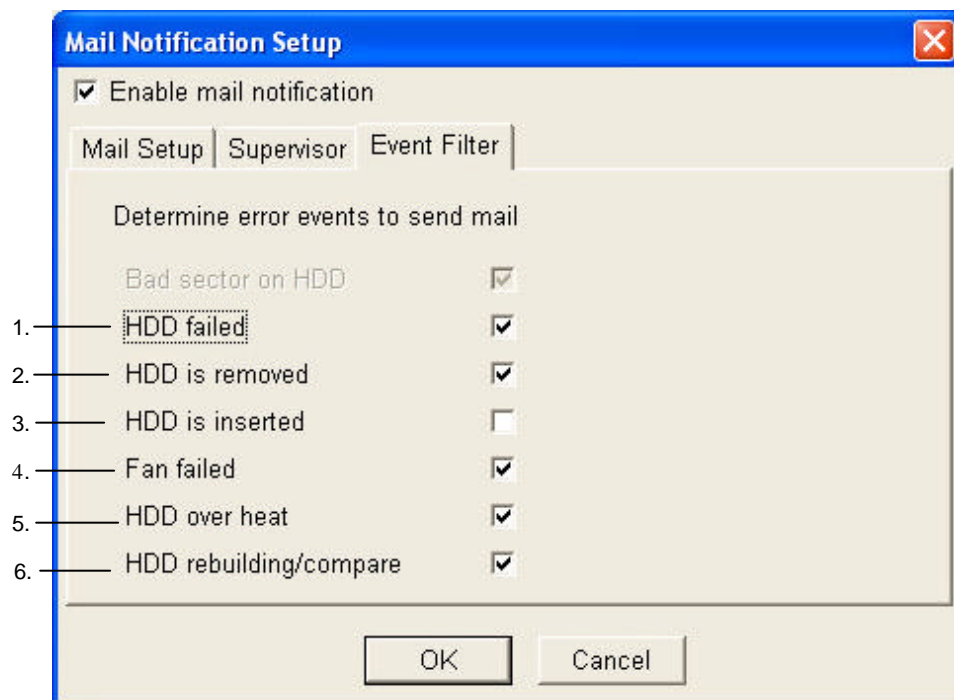 Mail Notification Setup
Enable mail notification
Mail Setup Supervisor Event Filter
Determine error events to send mail
Bad sector on HDD
1. HDD failed
2. HDD is removed
3. HDD is inserted
4. Fan failed
5. HDD over heat
6. HDD rebuilding/compare
OK Cancel